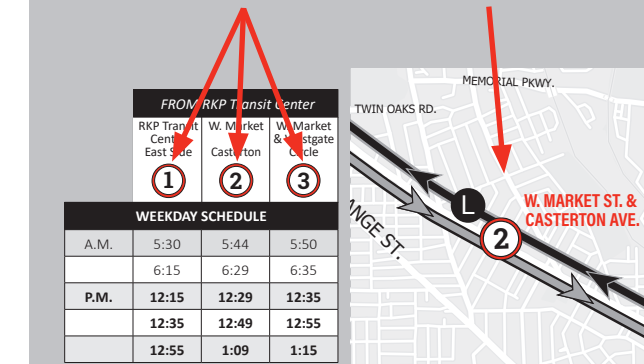 FROM RKP Transit Center
RKP Transit Center East Side
W. Market & Casterton
W. Market & Westgate Circle
1 2 3
WEEKDAY SCHEDULE
A.M. 5:30 5:44 5:50
6:15 6:29 6:35
P.M. 12:15 12:29 12:35
12:35 12:49 12:55
12:55 1:09 1:15
MEMORIAL PKWY.
TWIN OAKS RD.
L
W. MARKET ST. &
CASTERTON AVE.
2
ANGE ST.